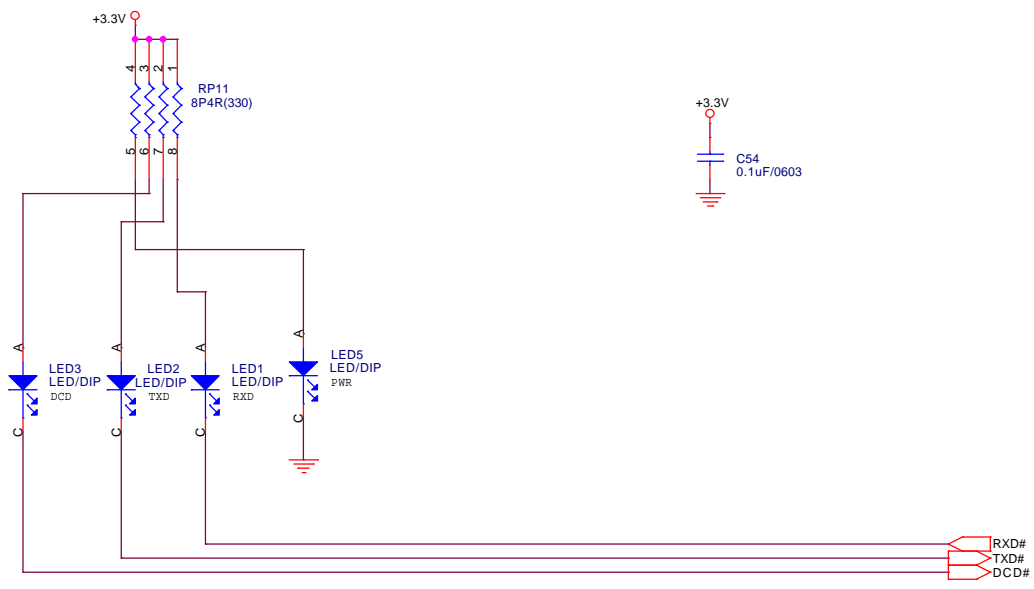 +3.3V
4 3 2 1
RP11
8P4R(330)
5 6 7 8
+3.3V
C54
0.1uF/0603
A
LED3
LED/DIP
DCD
C
A
LED2
LED/DIP
TXD
C
A
LED1
LED/DIP
RXD
C
A
LED5
LED/DIP
PWR
C
RXD#
TXD#
DCD#